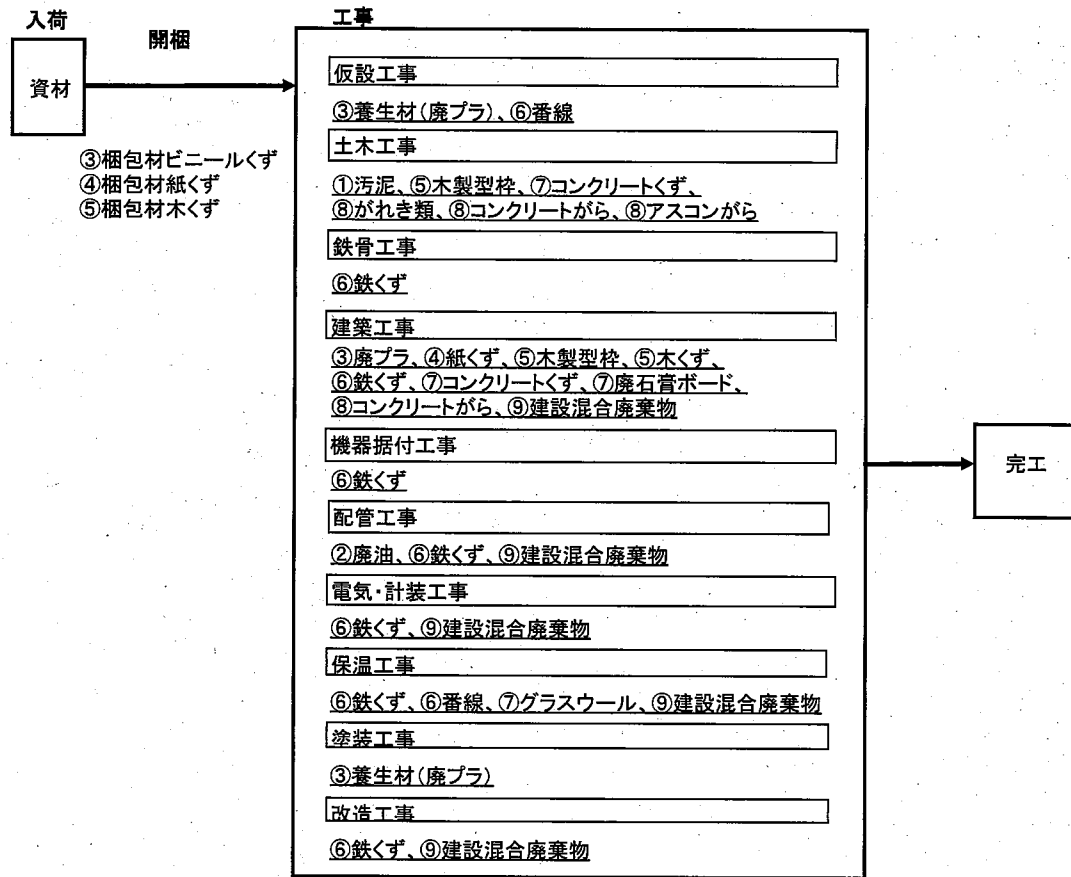 入荷
資材
開梱
③梱包材ビニールくず
④梱包材紙くず
⑤梱包材木くず
工事
仮設工事
③養生材(廃プラ)、⑥番線
土木工事
①汚泥、⑤木製型枠、⑦コンクリートくず、
⑧がれき類、⑧コンクリートがら、⑧アスコンがら
鉄骨工事
⑥鉄くず
建築工事
③廃プラ、④紙くず、⑤木製型枠、⑤木くず、
⑥鉄くず、⑦コンクリートくず、⑦廃石膏ボード、
⑧コンクリートがら、⑨建設混合廃棄物
機器据付工事
⑥鉄くず
配管工事
②廃油、⑥鉄くず、⑨建設混合廃棄物
電気・計装工事
⑥鉄くず、⑨建設混合廃棄物
保温工事
⑥鉄くず、⑥番線、⑦グラスウール、⑨建設混合廃棄物
塗装工事
③養生材(廃プラ)
改造工事
⑥鉄くず、⑨建設混合廃棄物
完工